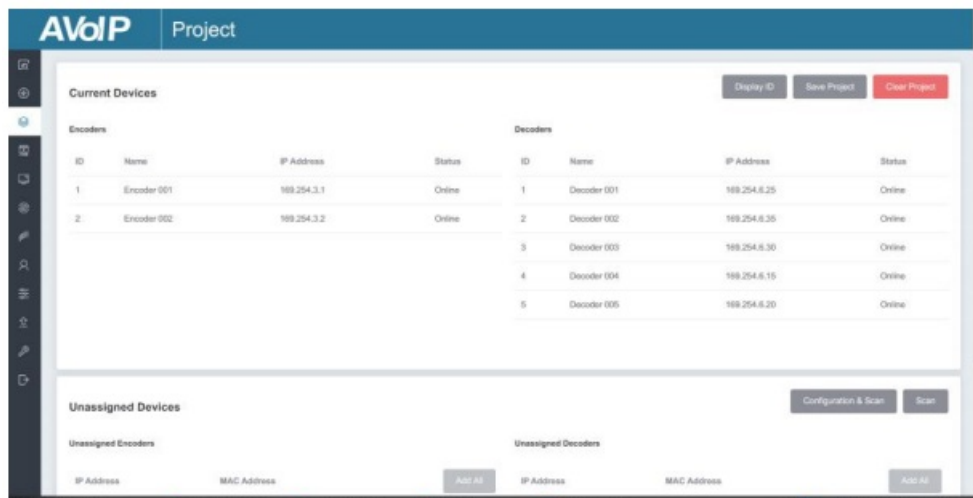 AVoIP Project
Current Devices
Display ID Save Project Clear Project
Encoders
ID Name IP Address Status
1 Encoder 001 169.254.3.1 Online
2 Encoder 002 169.254.3.2 Online
Decoders
ID Name IP Address Status
1 Decoder 001 169.254.6.25 Online
2 Decoder 002 169.254.6.35 Online
3 Decoder 003 169.254.6.30 Online
4 Decoder 004 169.254.6.15 Online
5 Decoder 005 169.254.6.20 Online
Unassigned Devices
Configuration & Scan Scan
Unassigned Encoders
IP Address MAC Address Add All
Unassigned Decoders
IP Address MAC Address Add All